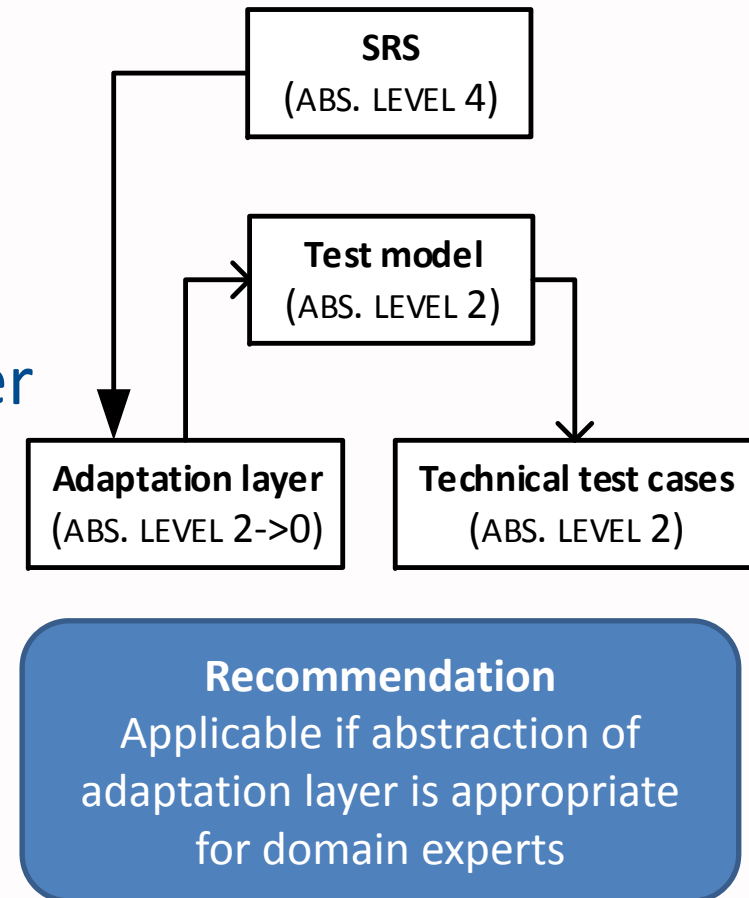 SRS
(ABS. LEVEL 4)
Test model
(ABS. LEVEL 2)
er
Adaptation layer
(ABS. LEVEL 2->0)
Technical test cases
(ABS. LEVEL 2)
Recommendation
Applicable if abstraction of
adaptation layer is appropriate
for domain experts